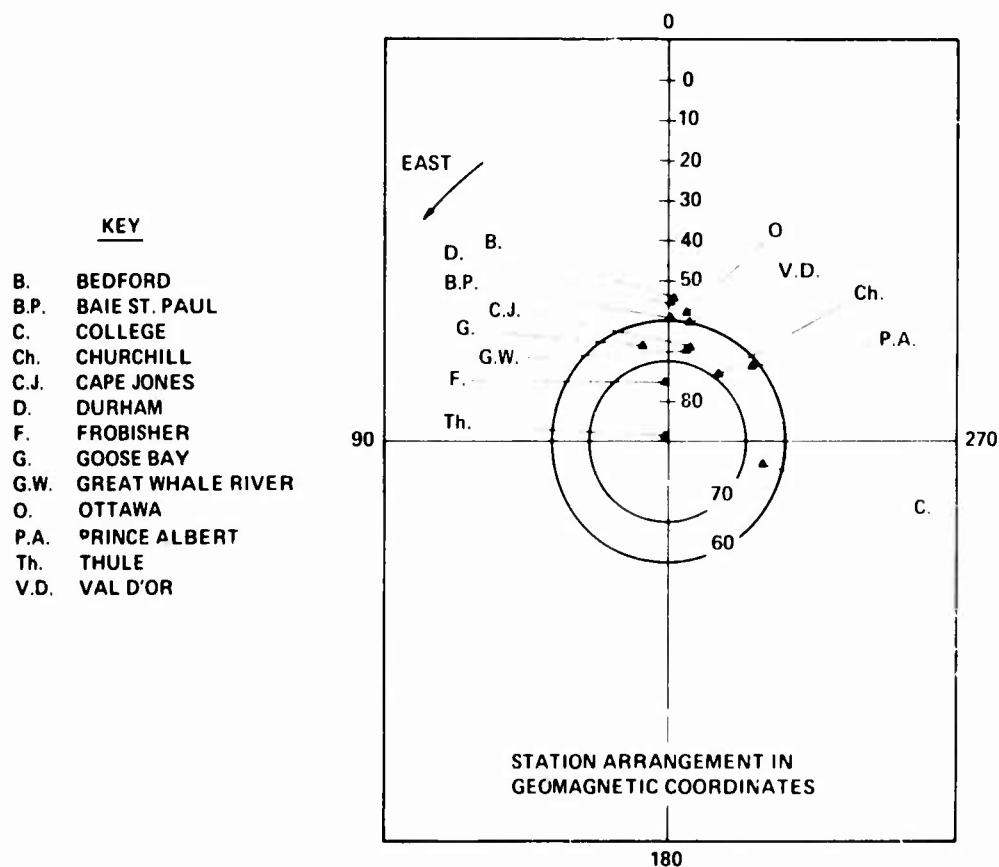 KEY
B. BEDFORD
B.P. BAIE ST. PAUL
C. COLLEGE
Ch. CHURCHILL
C.J. CAPE JONES
D. DURHAM
F. FROBISHER
G. GOOSE BAY
G.W. GREAT WHALE RIVER
O. OTTAWA
P.A. PRINCE ALBERT
Th. THULE
V.D. VAL D'OR
0
0
10
20
EAST
30
40
O
B.
D.
50
V.D.
B.P.
Ch.
C.J.
G.
P.A.
G.W.
F.
80
Th.
90
270
70
C.
60
STATION ARRANGEMENT IN
GEOMAGNETIC COORDINATES
180